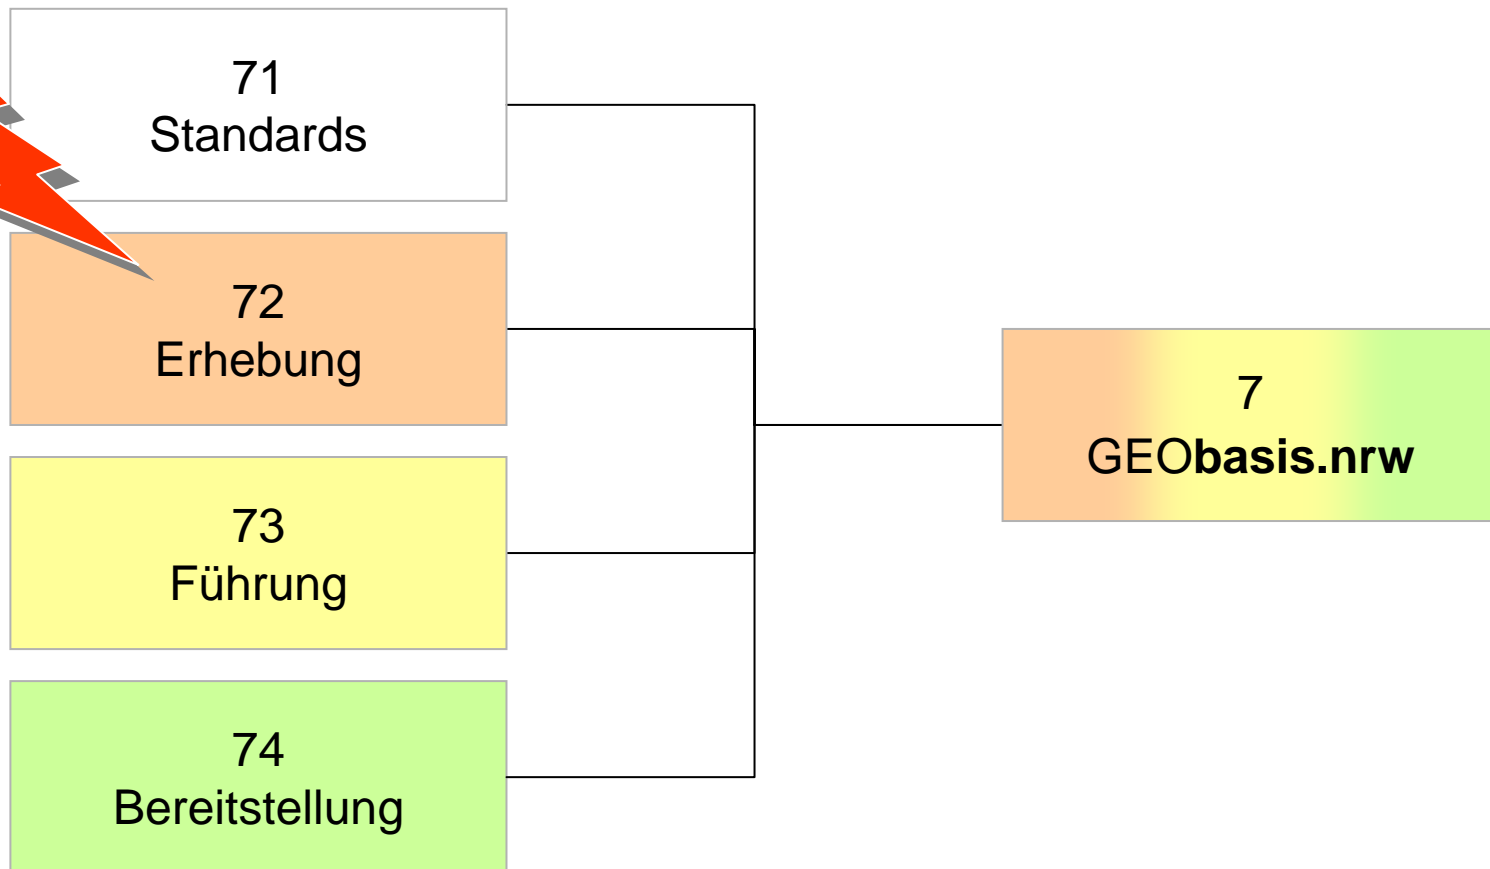 71
Standards
72
Erhebung
73
Führung
74
Bereitstellung
7
GEObasis.nrw